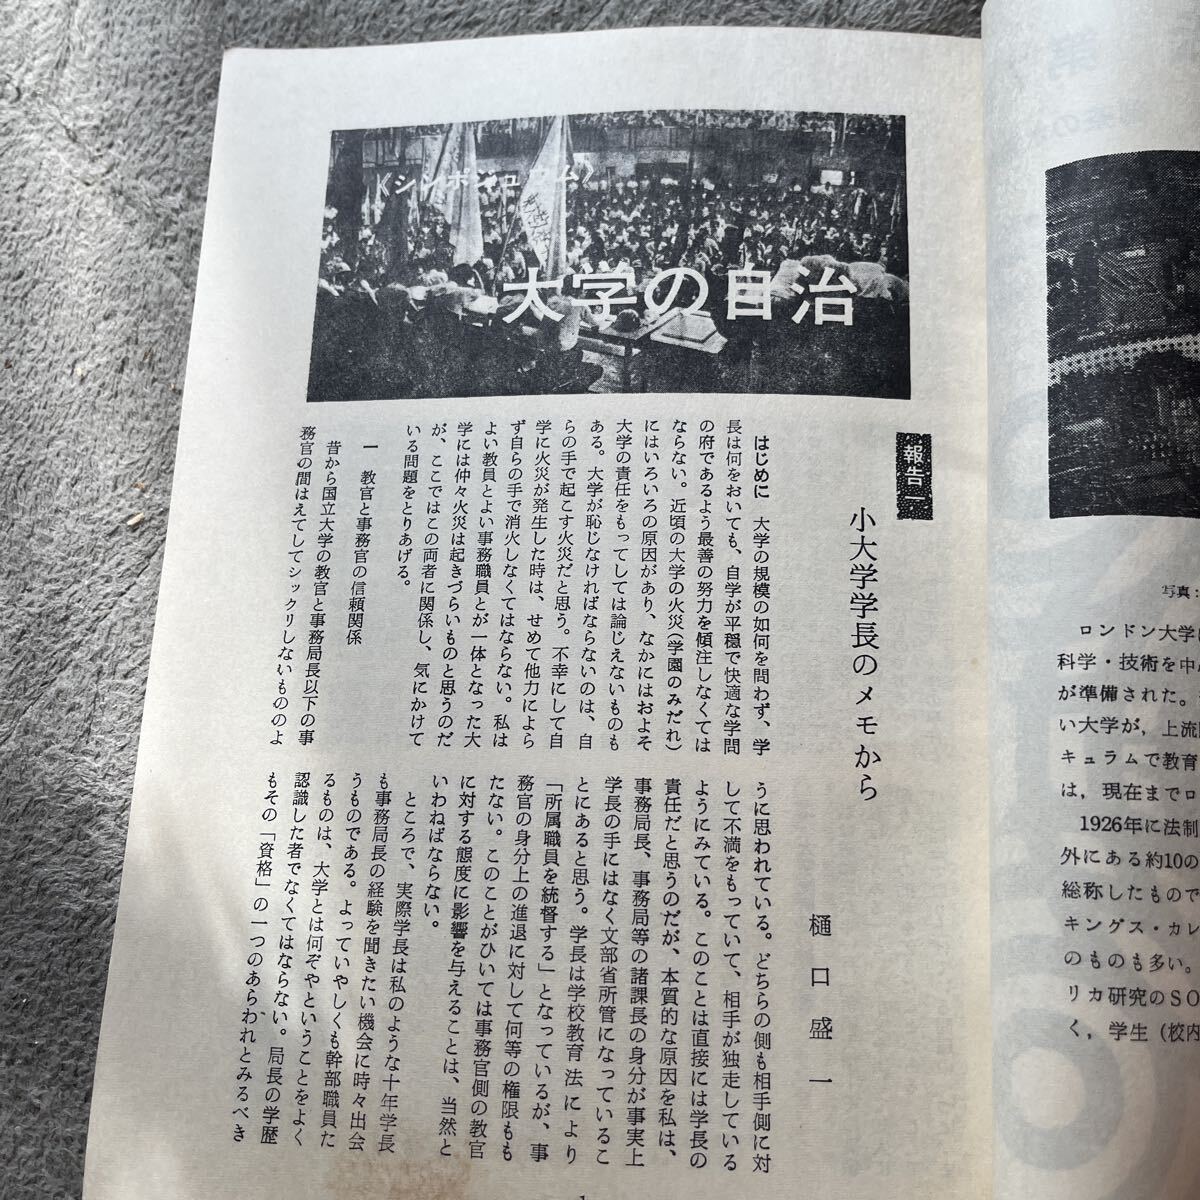 《シンポジュウム》
大学の自治
報告一
小大学学長のメモから
樋口盛一
はじめに　大学の規模の如何を問わず、学
長は何をおいても、自学が平穏で快適な学問
の府であるよう最善の努力を傾注しなくては
ならない。近頃の大学の火災(学園のみだれ)
にはいろいろの原因があり、なかにはおよそ
大学の責任をもってしては論じえないものも
ある。大学が恥じなければならないのは、自
らの手で起こす火災だと思う。不幸にして自
学に火災が発生した時は、せめて他力によら
ず自らの手で消火しなくてはならない。私は
よい教員とよい事務職員とが一体となった大
学には仲々火災は起きづらいものと思うのだ
が、ここではこの両者に関係し、気にかけて
いる問題をとりあげる。
一　教官と事務官の信頼関係
昔から国立大学の教官と事務局長以下の事
務官の間はえてしてシックリしないもののよ
うに思われている。どちらの側も相手側に対
して不満をもっていて、相手が独走している
ようにみている。このことは直接には学長の
責任だと思うのだが、本質的な原因を私は、
事務局長、事務局等の諸課長の身分が事実上
学長の手にはなく文部省所管になっているこ
とにあると思う。学長は学校教育法により
「所属職員を統督する」となっているが、事
務官の身分上の進退に対して何等の権限もも
たない。このことがひいては事務官側の教官
に対する態度に影響を与えることは、当然と
いわねばならない。
ところで、実際学長は私のような十年学長
も事務局長の経験を聞きたい機会に時々出会
うものである。よっていやしくも幹部職員た
るものは、大学とは何ぞやということをよく
認識した者でなくてはならない。局長の学歴
もその「資格」の一つのあらわれとみるべき
1
写真：
ロンドン大学
科学・技術を中
が準備された。
い大学が，上流
キュラムで教育
は，現在までロ
1926年に法制
外にある約10の
総称したもので
キングス・カレ
のものも多い。
リカ研究のSO
く，学生（校内